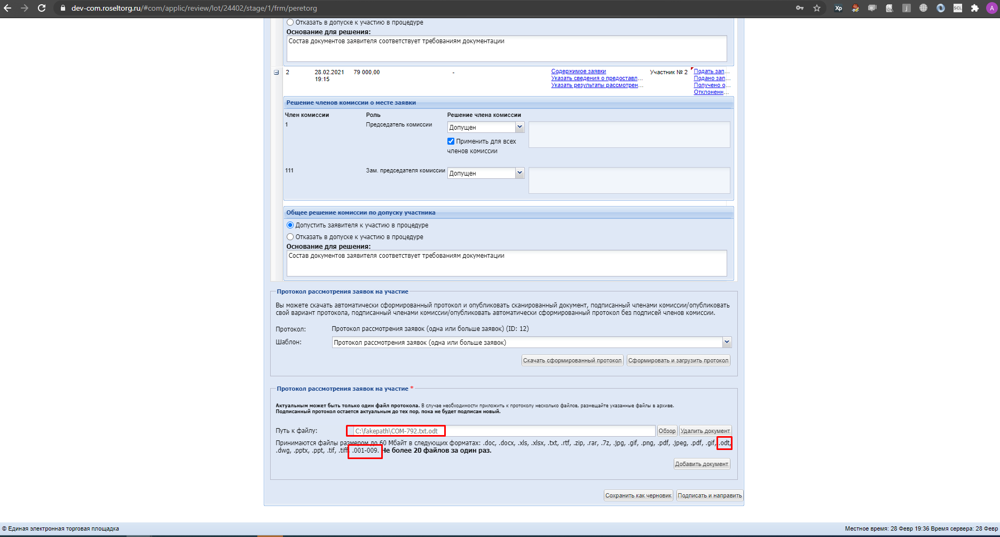 dev-com.roseltorg.ru/#com/applic/review/lot/24402/stage/1/frm/peretorg
Xp
j
SCL
A
Отказать в допуске к участию в процедуре
Основание для решения:
Состав документов заявителя соответствует требованиям документации
2 28.02.2021 19:15 79 000,00 - Содержимое заявки Участник № 2 Подать зап...
Указать сведения о предоставл... Подано зап...
Указать результаты рассмотрен... Получено о...
Отклоненн...
Решение членов комиссии о месте заявки
Член комиссии Роль Решение члена комиссии
1 Председатель комиссии Допущен
Применить для всех
членов комиссии
111 Зам. председателя комиссии Допущен
Общее решение комиссии по допуску участника
Допустить заявителя к участию в процедуре
Отказать в допуске к участию в процедуре
Основание для решения:
Состав документов заявителя соответствует требованиям документации
Протокол рассмотрения заявок на участие
Вы можете скачать автоматически сформированный протокол и опубликовать сканированный документ, подписанный членами комиссии/опубликовать
свой вариант протокола, подписанный членами комиссии/опубликовать автоматически сформированный протокол без подписей членов комиссии.
Протокол: Протокол рассмотрения заявок (одна или больше заявок) (ID: 12)
Шаблон: Протокол рассмотрения заявок (одна или больше заявок)
Скачать сформированный протокол Сформировать и загрузить протокол
Протокол рассмотрения заявок на участие *
Актуальным может быть только один файл протокола. В случае необходимости приложить к протоколу несколько файлов, размещайте указанные файлы в архиве.
Подписанный протокол остается актуальным до тех пор, пока не будет подписан новый.
Путь к файлу: C:\fakepath\COM-792.txt.odt Обзор Удалить документ
Принимаются файлы размером до 60 Мбайт в следующих форматах: .doc, .docx, .xls, .xlsx, .txt, .rtf, .zip, .rar, .7z, .jpg, .gif, .png, .pdf, .jpeg, .pdf, .gif, .odt,
.dwg, .pptx, .ppt, .tif, .tiff, .001-009. Не более 20 файлов за один раз.
Добавить документ
Сохранить как черновик Подписать и направить
© Единая электронная торговая площадка Местное время: 28 Февр 19:36 Время сервера: 28 Февр